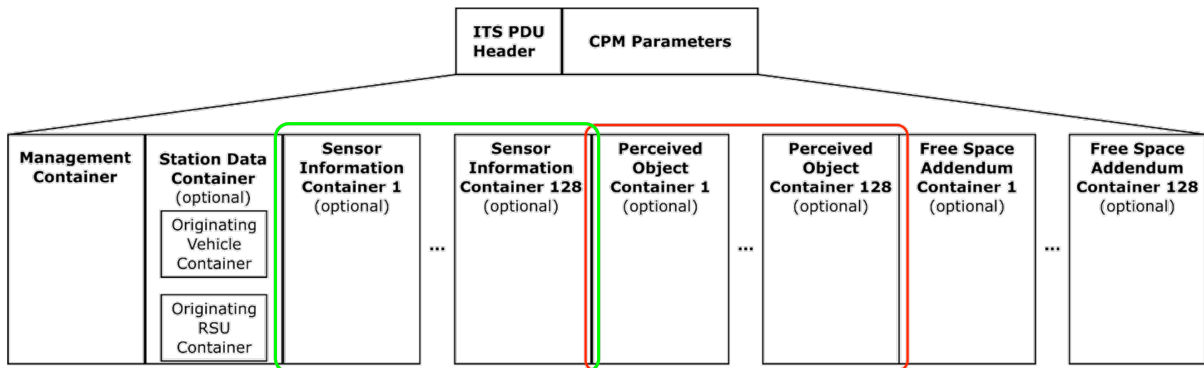 ITS PDU
Header
CPM Parameters
Management
Container
Station Data
Container
(optional)
Originating
Vehicle
Container
Originating
RSU
Container
Sensor
Information
Container 1
(optional)
...
Sensor
Information
Container 128
(optional)
Perceived
Object
Container 1
(optional)
...
Perceived
Object
Container 128
(optional)
Free Space
Addendum
Container 1
(optional)
...
Free Space
Addendum
Container 128
(optional)